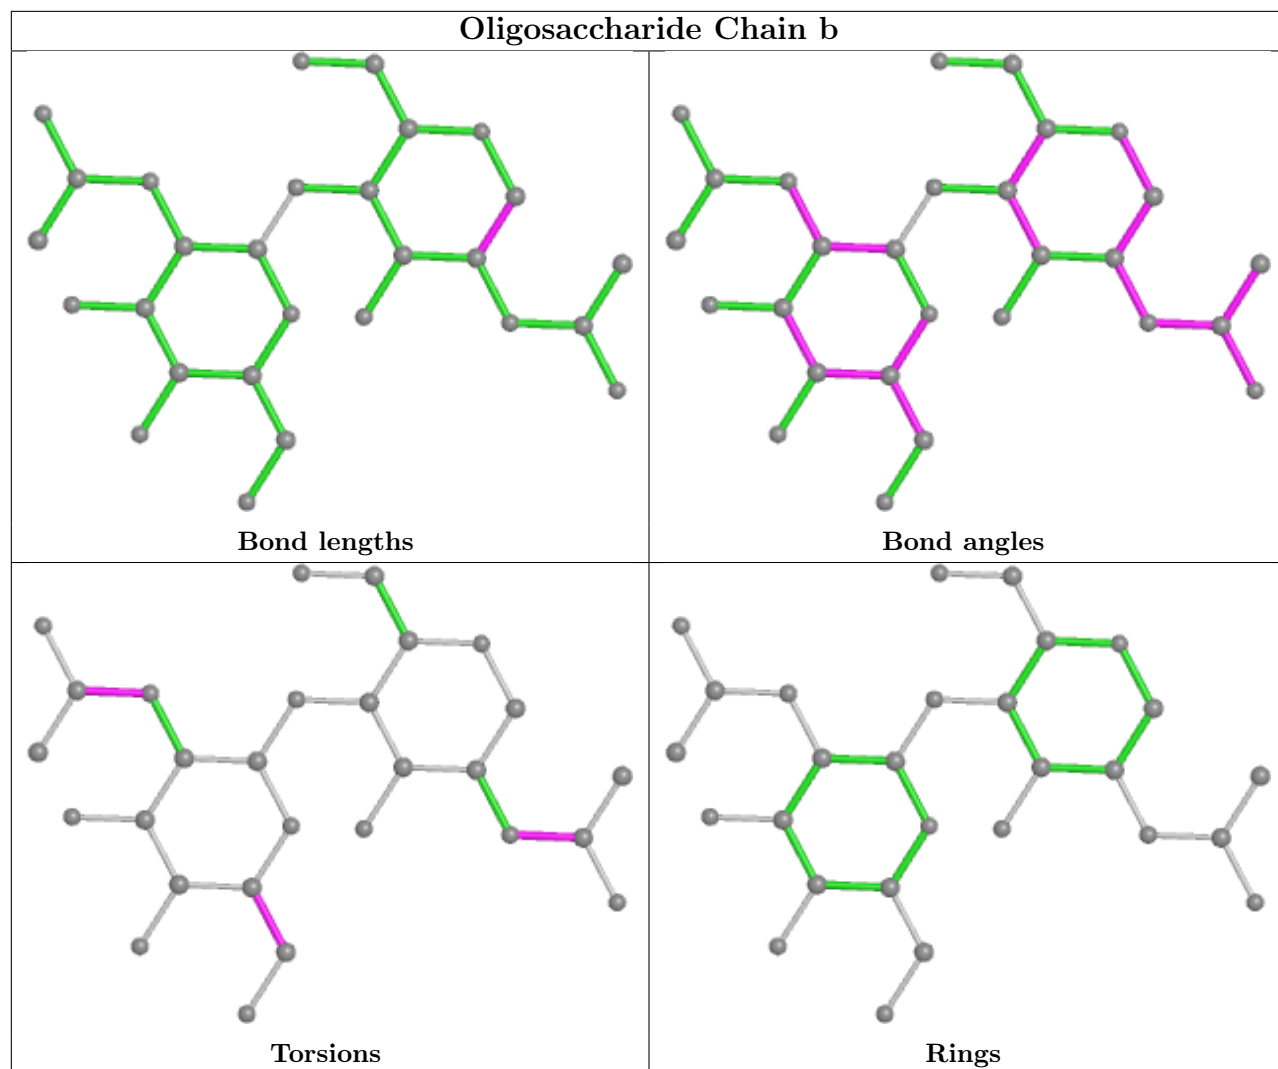 Oligosaccharide Chain b
Bond lengths
Bond angles
Torsions
Rings